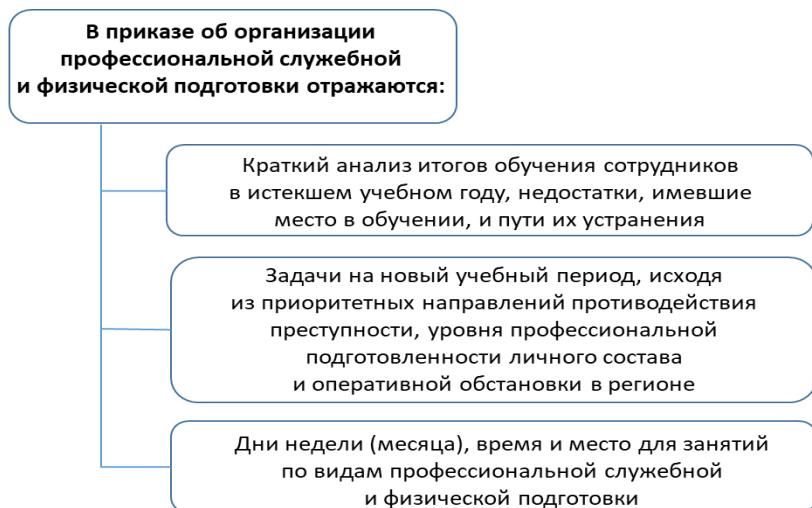 В приказе об организации
профессиональной служебной
и физической подготовки отражаются:
Краткий анализ итогов обучения сотрудников
в истекшем учебном году, недостатки, имевшие
место в обучении, и пути их устранения
Задачи на новый учебный период, исходя
из приоритетных направлений противодействия
преступности, уровня профессиональной
подготовленности личного состава
и оперативной обстановки в регионе
Дни недели (месяца), время и место для занятий
по видам профессиональной служебной
и физической подготовки